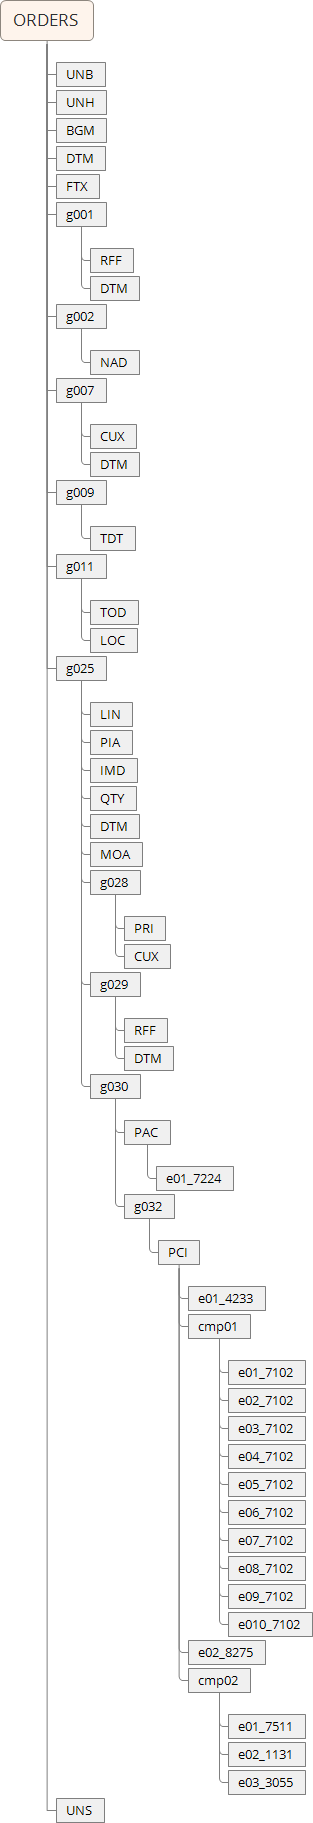 ORDERS
UNB
UNH
BGM
DTM
FTX
g001
RFF
DTM
g002
NAD
g007
CUX
DTM
g009
TDT
g011
TOD
LOC
g025
LIN
PIA
IMD
QTY
DTM
MOA
g028
PRI
CUX
g029
RFF
DTM
g030
PAC
e01_7224
g032
PCI
e01_4233
cmp01
e01_7102
e02_7102
e03_7102
e04_7102
e05_7102
e06_7102
e07_7102
e08_7102
e09_7102
e010_7102
e02_8275
cmp02
e01_7511
e02_1131
e03_3055
UNS